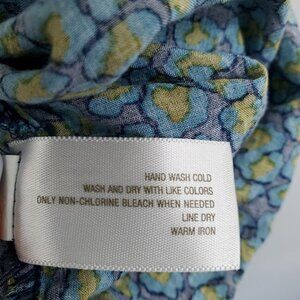 HAND WASH COLD
WASH AND DRY WITH LIKE COLORS
ONLY NON-CHLORINE BLEACH WHEN NEEDED
LINE DRY
WARM IRON